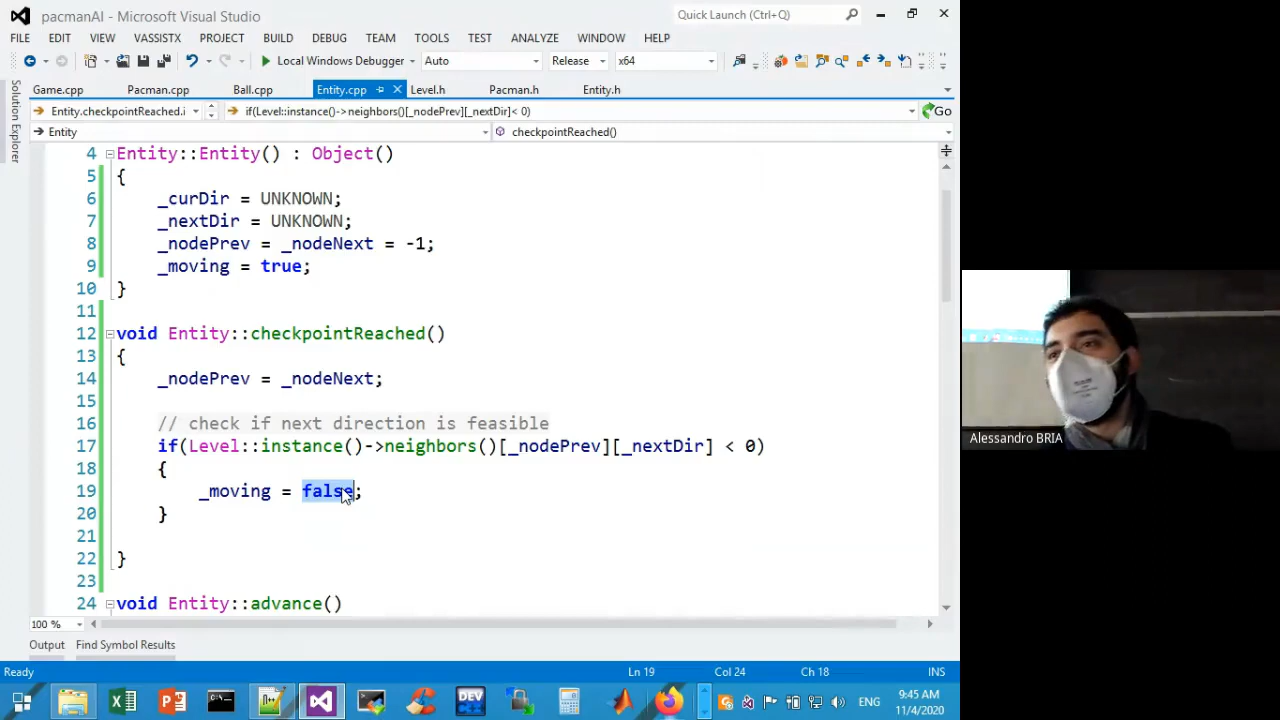 pacmanAI - Microsoft Visual Studio
Quick Launch (Ctrl+Q)
FILE EDIT VIEW VASSISTX PROJECT BUILD DEBUG TEAM TOOLS TEST ANALYZE WINDOW HELP
Local Windows Debugger Auto Release x64
Solution Explorer
Game.cpp Pacman.cpp Ball.cpp Entity.cpp Level.h Pacman.h Entity.h
Entity.checkpointReached.i if(Level::instance()->neighbors()[_nodePrev][_nextDir]< 0) Go
Entity checkpointReached()
4 Entity::Entity() : Object()
5 {
6 _curDir = UNKNOWN;
7 _nextDir = UNKNOWN;
8 _nodePrev = _nodeNext = -1;
9 _moving = true;
10 }
11
12 void Entity::checkpointReached()
13 {
14 _nodePrev = _nodeNext;
15
16 // check if next direction is feasible
17 if(Level::instance()->neighbors()[_nodePrev][_nextDir] < 0)
18 {
19 _moving = false;
20 }
21
22 }
23
24 void Entity::advance()
100 %
Output Find Symbol Results
Ready Ln 19 Col 24 Ch 18 INS
DEV ENG
9:45 AM
11/4/2020
Alessandro BRIA